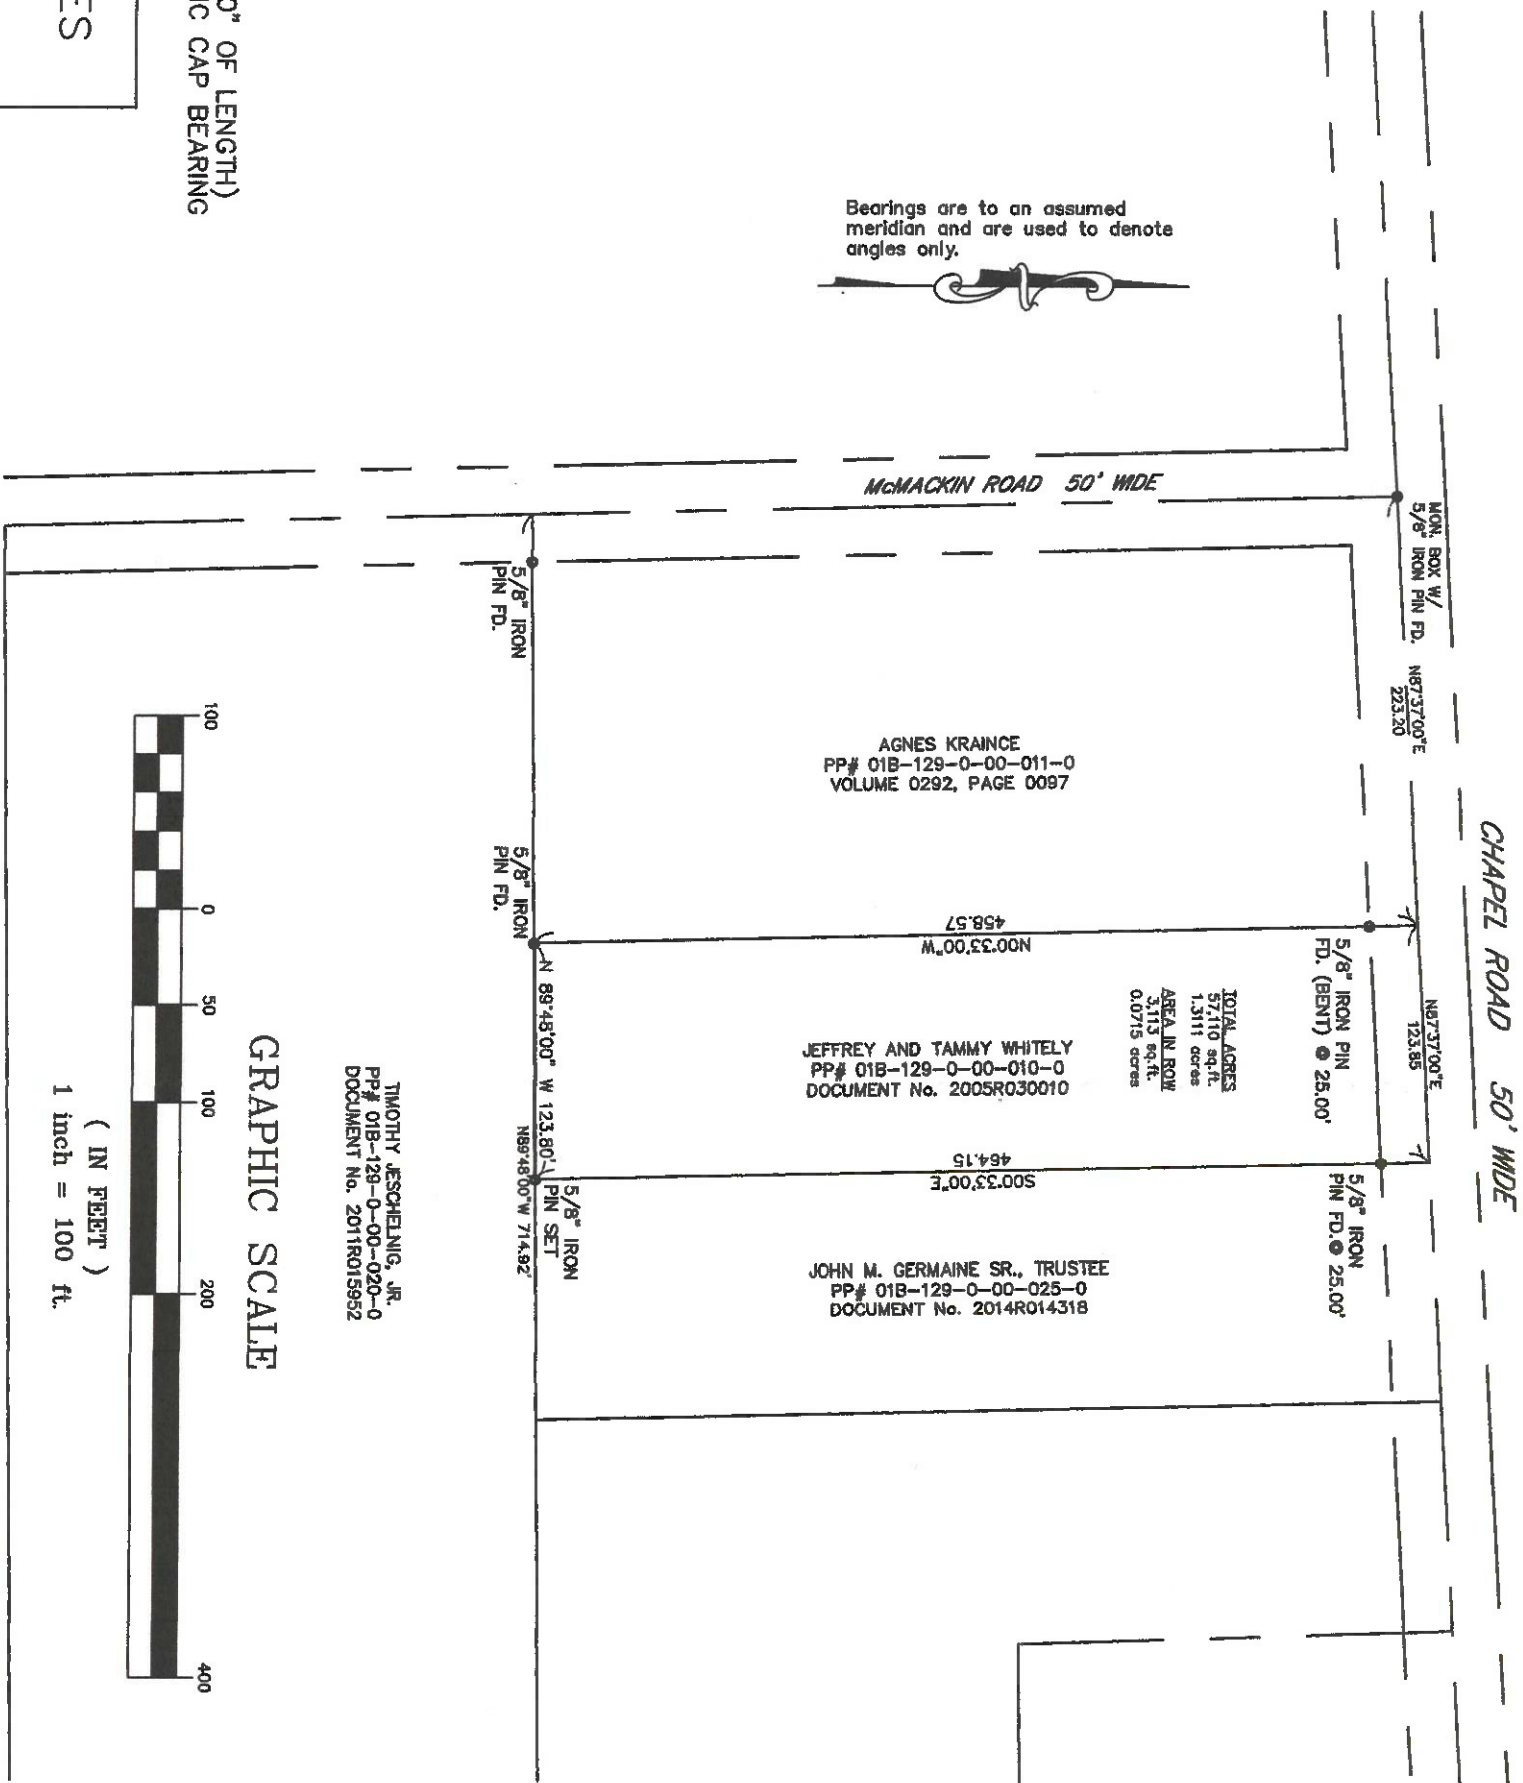 ES
0" OF LENGTH)
IC CAP BEARING
Bearings are to an assumed
meridian and are used to denote
angles only.
CHAPEL ROAD 50' WIDE
McMACKIN ROAD 50' WIDE
MON. BOX W/
5/8" IRON PIN FD.
N87°37'00"E
223.20
N87°37'00"E
123.85
5/8" IRON PIN
FD. (BENT) @ 25.00'
5/8" IRON
PIN FD.@ 25.00'
AGNES KRAINCE
PP# 01B-129-0-00-011-0
VOLUME 0292, PAGE 0097
458.57
N00°33'00"W
TOTAL ACRES
57,110 sq.ft.
1.3111 acres
AREA IN ROW
3,113 sq.ft.
0.0715 acres
JEFFREY AND TAMMY WHITELY
PP# 01B-129-0-00-010-0
DOCUMENT No. 2005R030010
464.15
S00°33'00"E
JOHN M. GERMAINE SR., TRUSTEE
PP# 01B-129-0-00-025-0
DOCUMENT No. 2014R014318
5/8" IRON
PIN FD.
5/8" IRON
PIN FD.
N 89°48'00" W 123.80'
5/8" IRON
PIN SET
N89°48'00"W 714.92'
TIMOTHY JESCHELNIG, JR.
PP# 01B-129-0-00-020-0
DOCUMENT No. 2011R015952
GRAPHIC SCALE
100 0 50 100 200 400
( IN FEET )
1 inch = 100 ft.